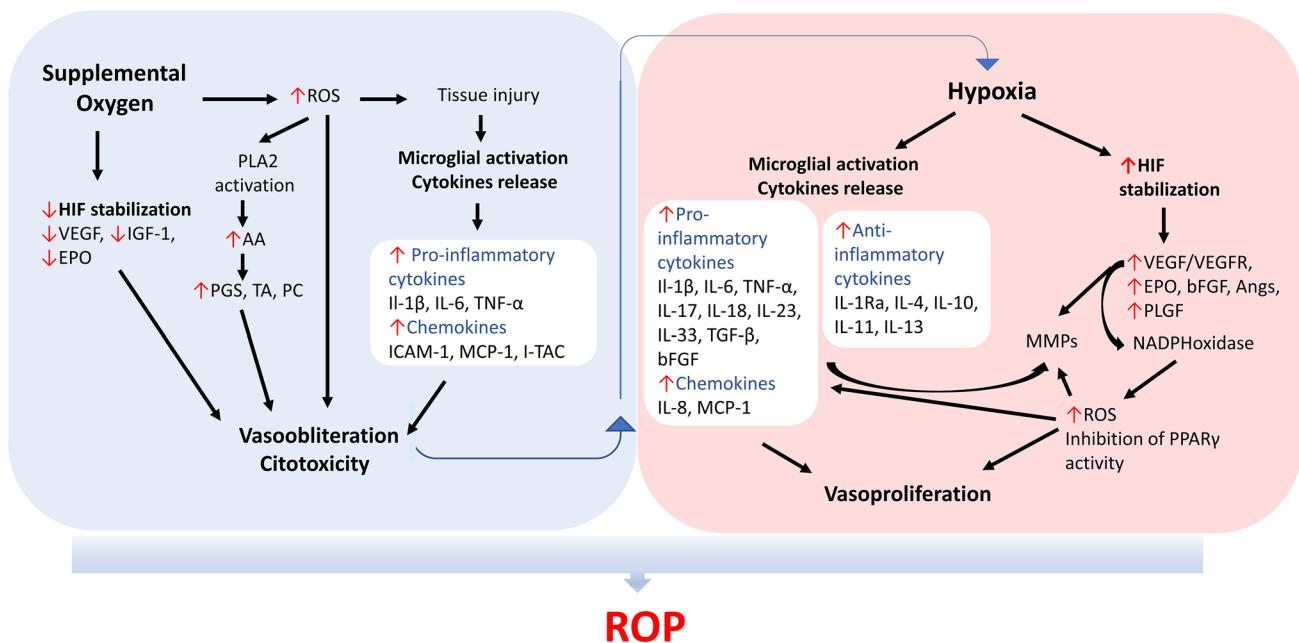 Supplemental
Oxygen
↑ROS
Tissue injury
PLA2
activation
Microglial activation
Cytokines release
↓HIF stabilization
↓VEGF, ↓IGF-1,
↓EPO
↑AA
↑PGS, TA, PC
↑ Pro-inflammatory
cytokines
Il-1β, IL-6, TNF-α
↑Chemokines
ICAM-1, MCP-1, I-TAC
Vasoobliteration
Citotoxicity
Hypoxia
Microglial activation
Cytokines release
↑HIF
stabilization
↑Pro-
inflammatory
cytokines
Il-1β, IL-6, TNF-α,
IL-17, IL-18, IL-23,
IL-33, TGF-β,
bFGF
↑Chemokines
IL-8, MCP-1
↑Anti-
inflammatory
cytokines
IL-1Ra, IL-4, IL-10,
IL-11, IL-13
↑VEGF/VEGFR,
↑EPO, bFGF, Angs,
↑PLGF
MMPs
NADPHoxidase
↑ROS
Inhibition of PPARγ
activity
Vasoproliferation
ROP